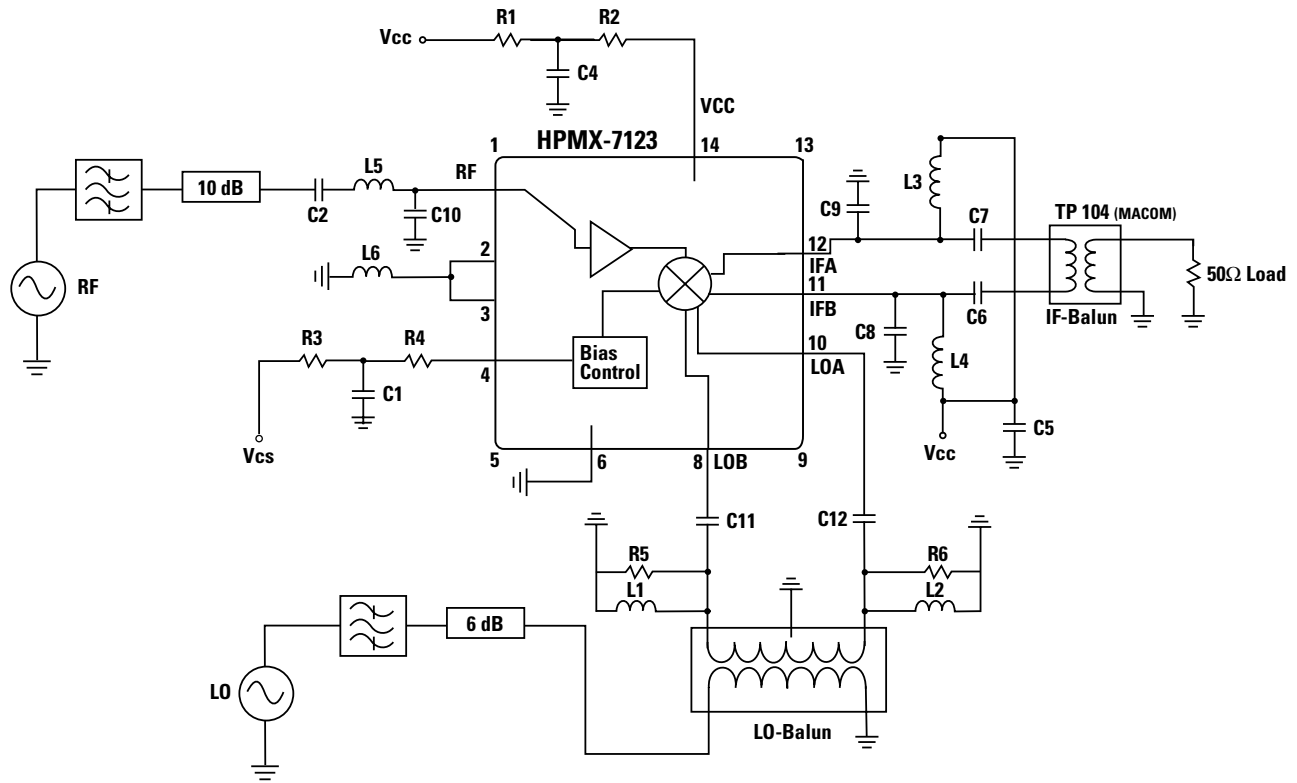 R1
R2
Vcc
C4
VCC
HPMX-7123
1
14
13
RF
L5
10 dB
C2
C10
L3
C9
C7
TP 104 (MACOM)
12
IFA
2
L6
RF
11
IFB
50Ω Load
3
C8
C6
IF-Balun
R3
R4
Bias
Control
10
LOA
L4
4
C1
Vcs
Vcc
C5
5
6
8
LOB
9
C11
C12
R5
R6
L1
L2
6 dB
LO
LO-Balun